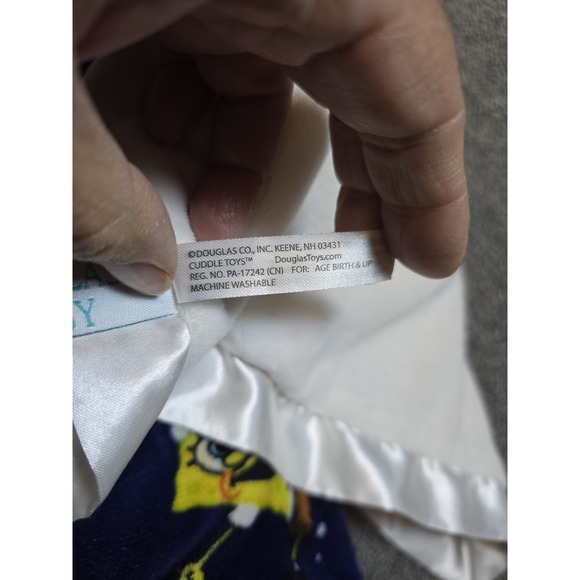 ©DOUGLAS CO., INC. KEENE, NH 03431
CUDDLE TOYS™ DouglasToys.com
REG. NO. PA-17242 (CN) FOR: AGE BIRTH & UP
MACHINE WASHABLE